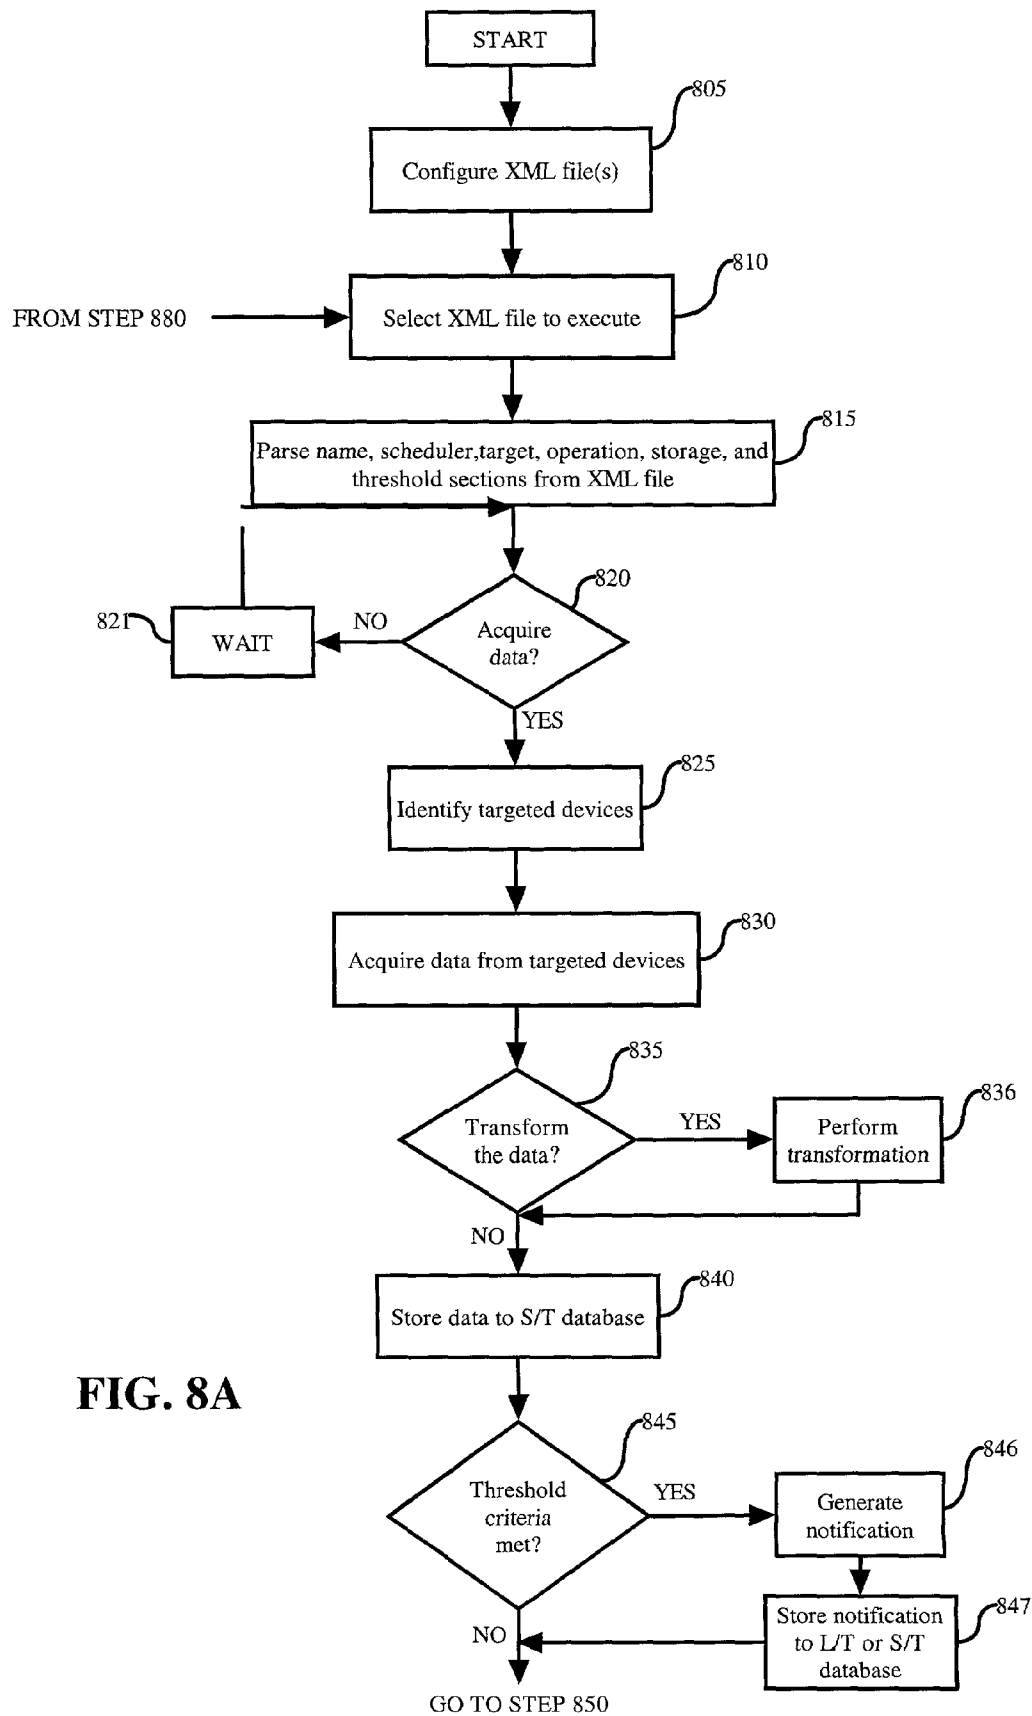 START
805
Configure XML file(s)
810
FROM STEP 880
Select XML file to execute
815
Parse name, scheduler,target, operation, storage, and
threshold sections from XML file
820
821
WAIT
NO
Acquire
data?
YES
825
Identify targeted devices
830
Acquire data from targeted devices
835
Transform
the data?
YES
836
Perform
transformation
NO
840
Store data to S/T database
FIG. 8A
845
Threshold
criteria
met?
YES
846
Generate
notification
847
Store notification
to L/T or S/T
database
NO
GO TO STEP 850